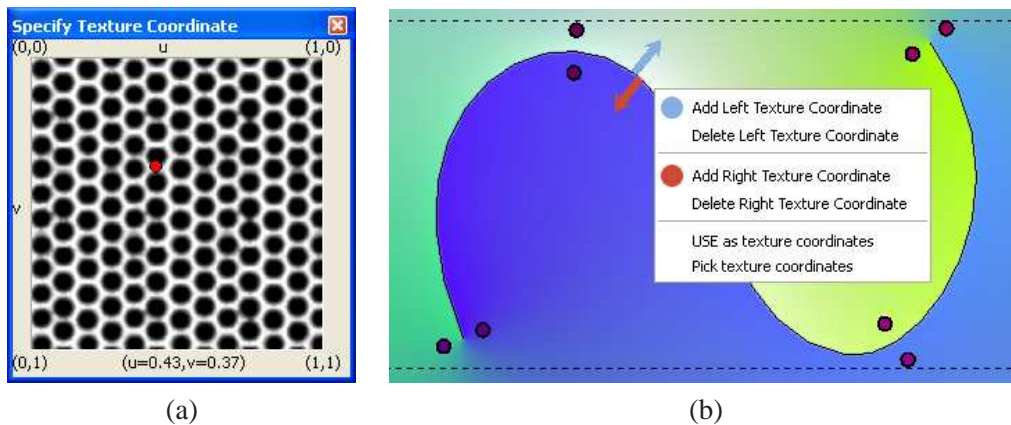 Specify Texture Coordinate
(0,0) u (1,0)
v
(0,1) (u=0.43,v=0.37) (1,1)
(a)
Add Left Texture Coordinate
Delete Left Texture Coordinate
Add Right Texture Coordinate
Delete Right Texture Coordinate
USE as texture coordinates
Pick texture coordinates
(b)